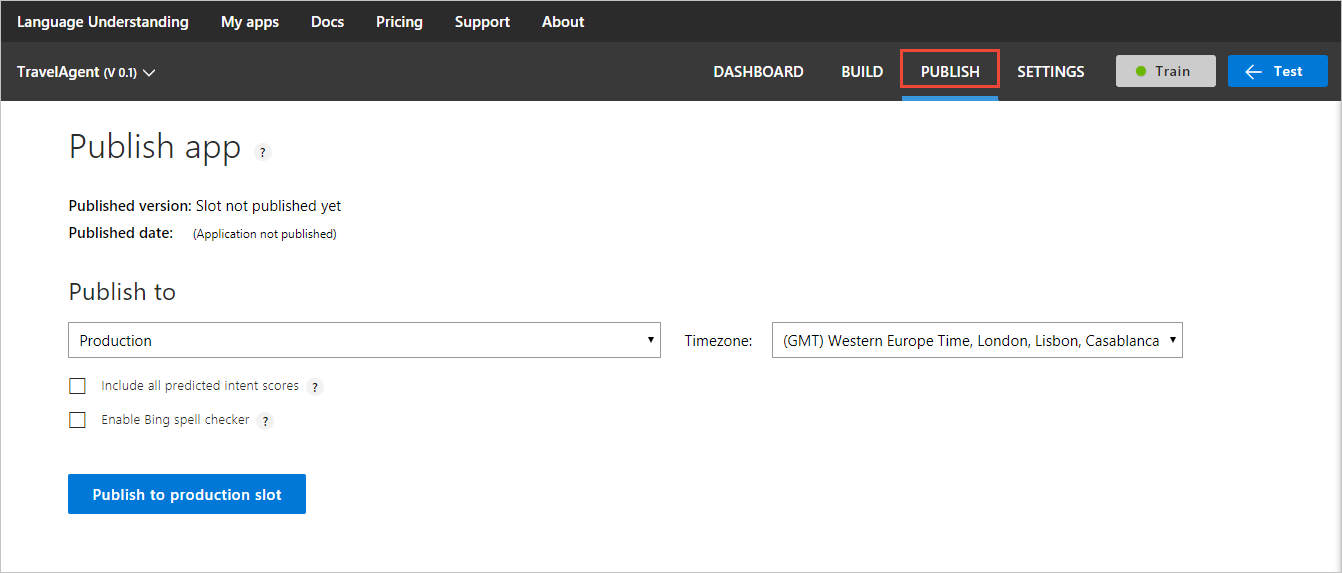 Language Understanding My apps Docs Pricing Support About
TravelAgent (V 0.1) DASHBOARD BUILD PUBLISH SETTINGS Train Test
Publish app ?
Published version: Slot not published yet
Published date: (Application not published)
Publish to
Production Timezone: (GMT) Western Europe Time, London, Lisbon, Casablanca
Include all predicted intent scores ?
Enable Bing spell checker ?
Publish to production slot